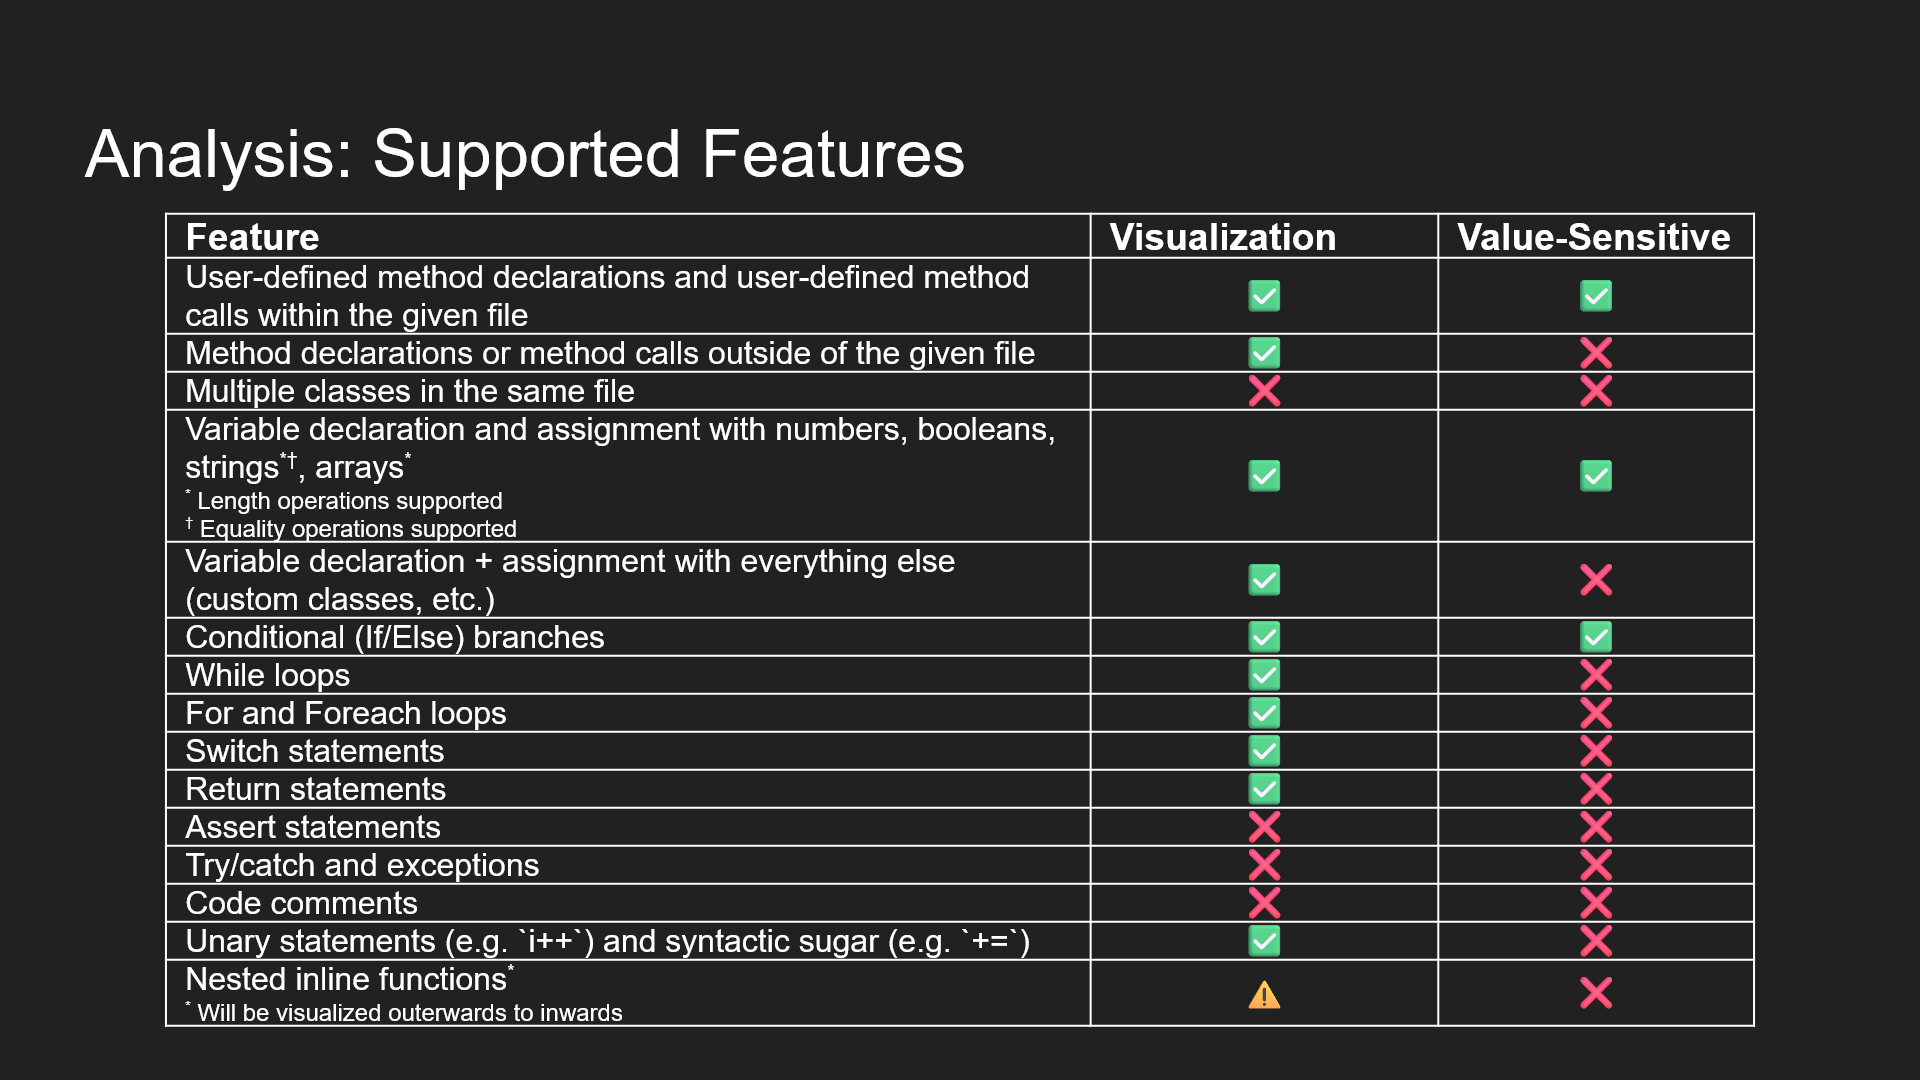 Analysis: Supported Features
Feature Visualization Value-Sensitive
User-defined method declarations and user-defined method
calls within the given file ✅ ✅
Method declarations or method calls outside of the given file ✅ ❌
Multiple classes in the same file ❌ ❌
Variable declaration and assignment with numbers, booleans,
strings*†, arrays* ✅ ✅
* Length operations supported
† Equality operations supported
Variable declaration + assignment with everything else
(custom classes, etc.) ✅ ❌
Conditional (If/Else) branches ✅ ✅
While loops ✅ ❌
For and Foreach loops ✅ ❌
Switch statements ✅ ❌
Return statements ✅ ❌
Assert statements ❌ ❌
Try/catch and exceptions ❌ ❌
Code comments ❌ ❌
Unary statements (e.g. `i++`) and syntactic sugar (e.g. `+=`) ✅ ❌
Nested inline functions* ⚠️ ❌
* Will be visualized outerwards to inwards